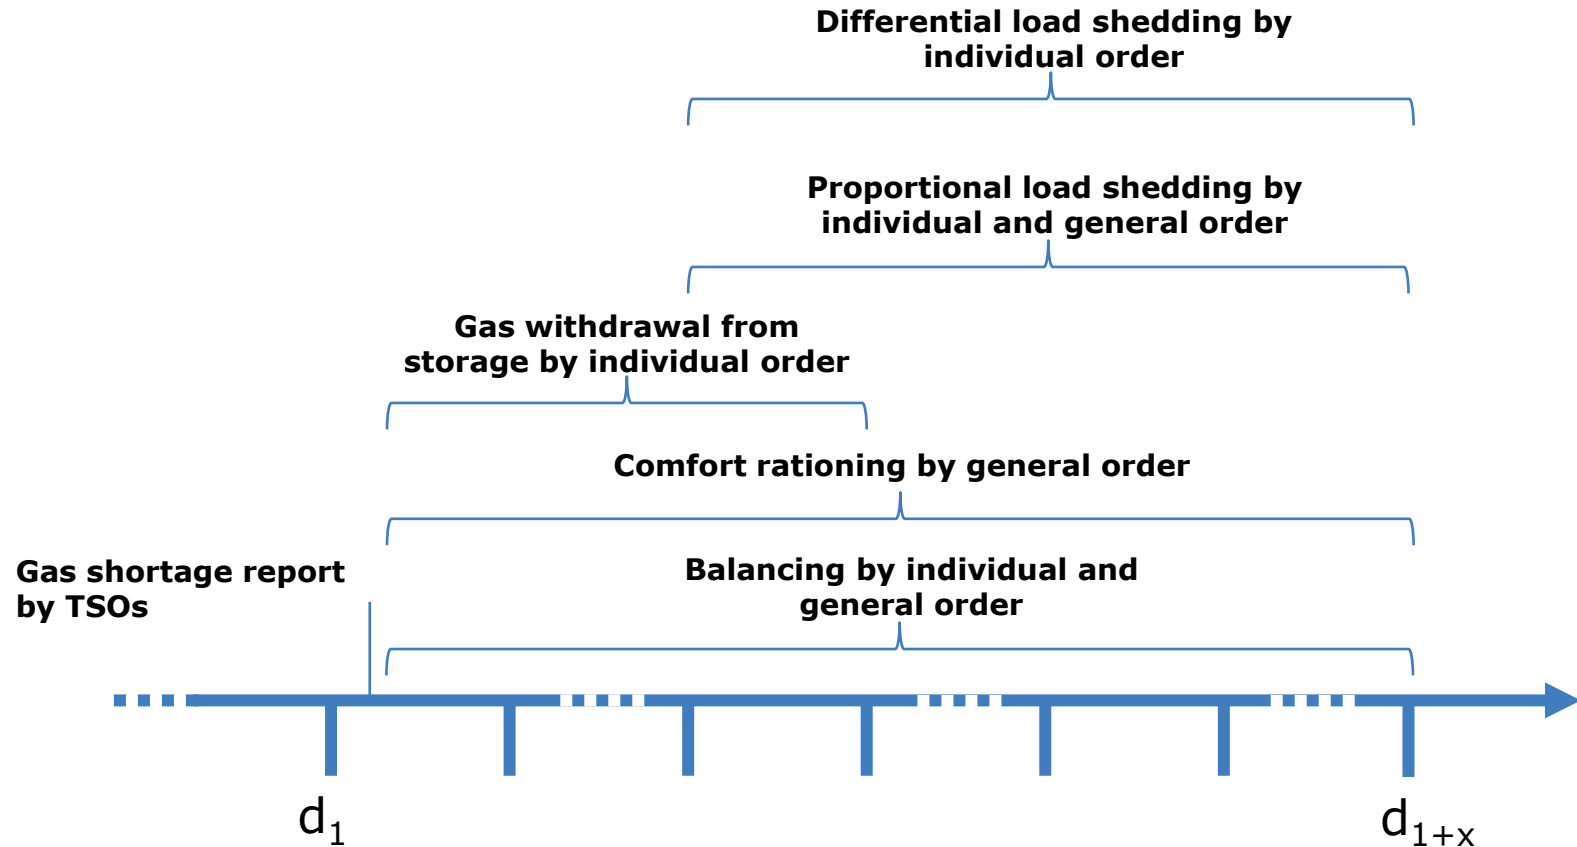 Differential load shedding by
individual order
Proportional load shedding by
individual and general order
Gas withdrawal from
storage by individual order
Comfort rationing by general order
Gas shortage report
by TSOs
Balancing by individual and
general order
d₁
d₁₊ₓ